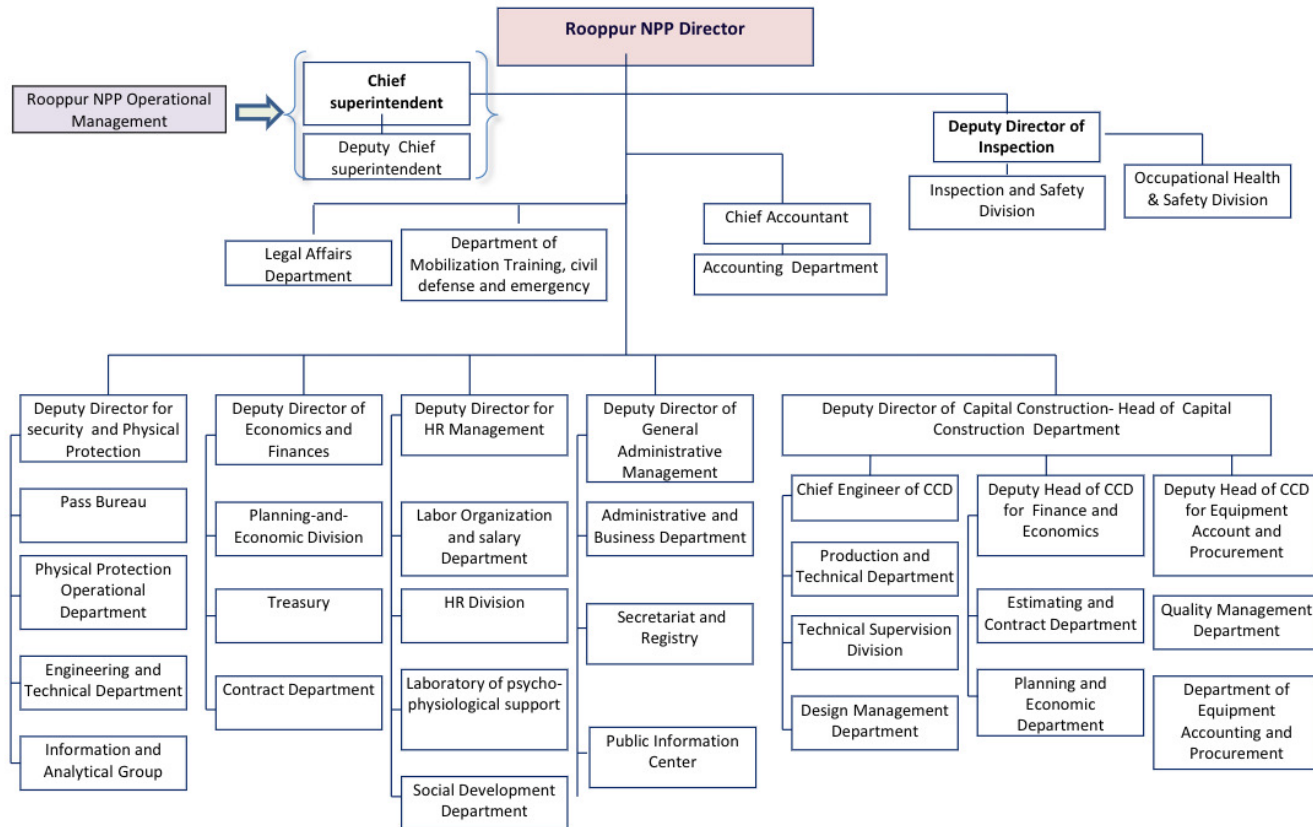 Rooppur NPP Director
Rooppur NPP Operational
Management
Chief
superintendent
Deputy Chief
superintendent
Deputy Director of
Inspection
Inspection and Safety
Division
Occupational Health
& Safety Division
Legal Affairs
Department
Department of
Mobilization Training, civil
defense and emergency
Chief Accountant
Accounting Department
Deputy Director for
security and Physical
Protection
Pass Bureau
Physical Protection
Operational
Department
Engineering and
Technical Department
Information and
Analytical Group
Deputy Director of
Economics and
Finances
Planning-and-
Economic Division
Treasury
Contract Department
Deputy Director for
HR Management
Labor Organization
and salary
Department
HR Division
Laboratory of psycho-
physiological support
Social Development
Department
Deputy Director of
General
Administrative
Management
Administrative and
Business Department
Secretariat and
Registry
Public Information
Center
Deputy Director of Capital Construction- Head of Capital
Construction Department
Chief Engineer of CCD
Production and
Technical Department
Technical Supervision
Division
Design Management
Department
Deputy Head of CCD
for Finance and
Economics
Estimating and
Contract Department
Planning and
Economic
Department
Deputy Head of CCD
for Equipment
Account and
Procurement
Quality Management
Department
Department of
Equipment
Accounting and
Procurement